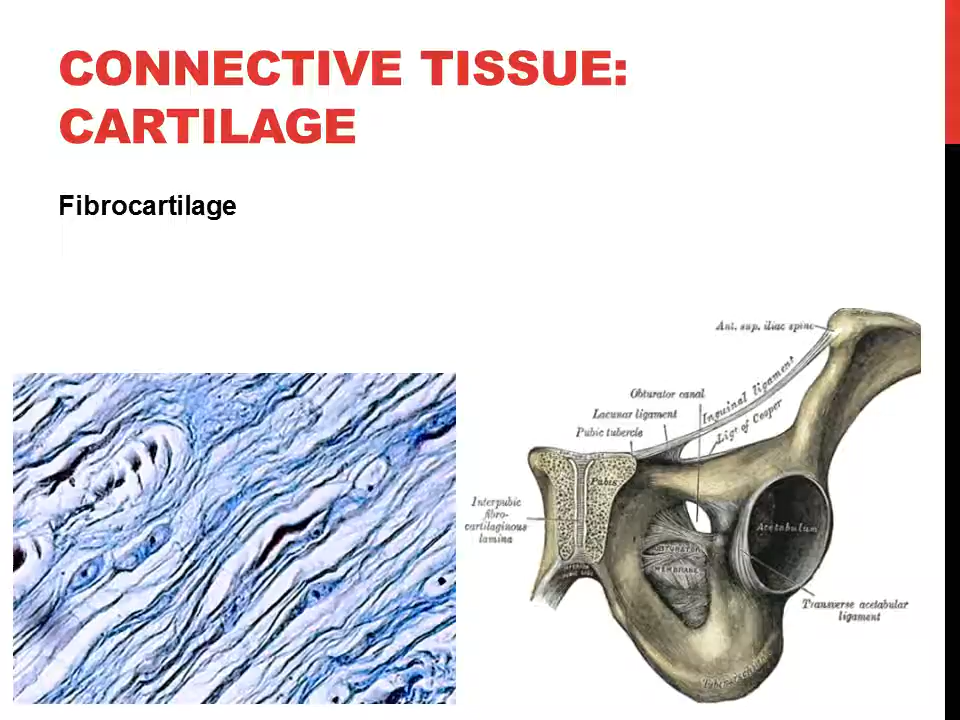 CONNECTIVE TISSUE:
CARTILAGE
Fibrocartilage
Ant. sup. iliac spine
Obturator canal
Inguinal ligament
Lacunar ligament
Ligt of Cooper
Pubic tubercle
Pubis
Interpubic
fibro-
cartilaginous
lamina
Acetabulum
OBTURATOR
MEMBRANE
Transverse acetabular
ligament